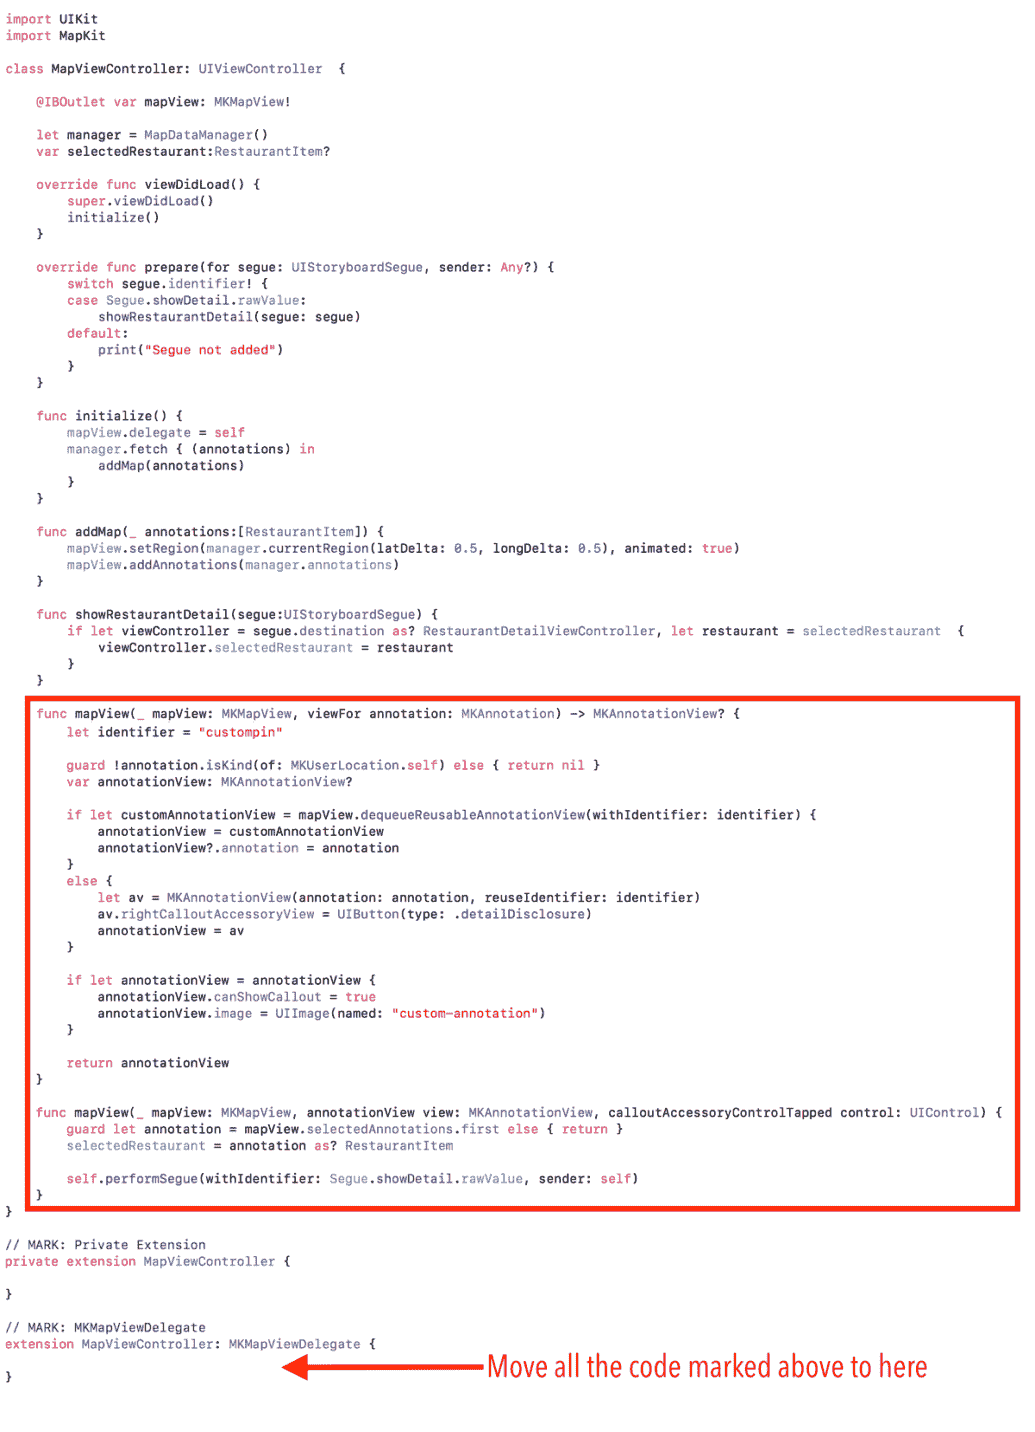 import UIKit
import MapKit
class MapViewController: UIViewController  {
@IBOutlet var mapView: MKMapView!
let manager = MapDataManager()
var selectedRestaurant:RestaurantItem?
override func viewDidLoad() {
super.viewDidLoad()
initialize()
}
override func prepare(for segue: UIStoryboardSegue, sender: Any?) {
switch segue.identifier! {
case Segue.showDetail.rawValue:
showRestaurantDetail(segue: segue)
default:
print("Segue not added")
}
}
func initialize() {
mapView.delegate = self
manager.fetch { (annotations) in
addMap(annotations)
}
}
func addMap(_ annotations:[RestaurantItem]) {
mapView.setRegion(manager.currentRegion(latDelta: 0.5, longDelta: 0.5), animated: true)
mapView.addAnnotations(manager.annotations)
}
func showRestaurantDetail(segue:UIStoryboardSegue) {
if let viewController = segue.destination as? RestaurantDetailViewController, let restaurant = selectedRestaurant  {
viewController.selectedRestaurant = restaurant
}
}
func mapView(_ mapView: MKMapView, viewFor annotation: MKAnnotation) -> MKAnnotationView? {
let identifier = "custompin"
guard !annotation.isKind(of: MKUserLocation.self) else { return nil }
var annotationView: MKAnnotationView?
if let customAnnotationView = mapView.dequeueReusableAnnotationView(withIdentifier: identifier) {
annotationView = customAnnotationView
annotationView?.annotation = annotation
}
else {
let av = MKAnnotationView(annotation: annotation, reuseIdentifier: identifier)
av.rightCalloutAccessoryView = UIButton(type: .detailDisclosure)
annotationView = av
}
if let annotationView = annotationView {
annotationView.canShowCallout = true
annotationView.image = UIImage(named: "custom-annotation")
}
return annotationView
}
func mapView(_ mapView: MKMapView, annotationView view: MKAnnotationView, calloutAccessoryControlTapped control: UIControl) {
guard let annotation = mapView.selectedAnnotations.first else { return }
selectedRestaurant = annotation as? RestaurantItem
self.performSegue(withIdentifier: Segue.showDetail.rawValue, sender: self)
}
}
// MARK: Private Extension
private extension MapViewController {
}
// MARK: MKMapViewDelegate
extension MapViewController: MKMapViewDelegate {
Move all the code marked above to here
}